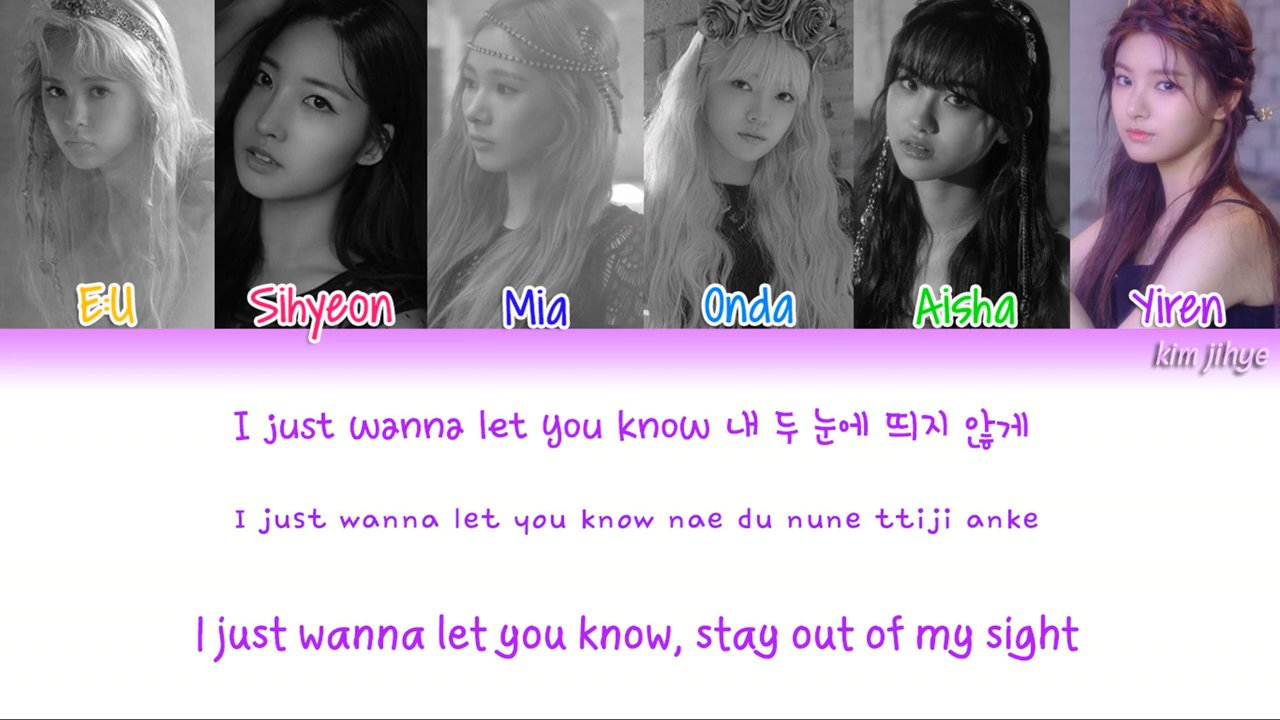 E:U Sihyeon Mia Onda Aisha Yiren
kim jihye
I just wanna let you know 내 두 눈에 띄지 않게
I just wanna let you know nae du nune ttiji anke
I just wanna let you know, stay out of my sight